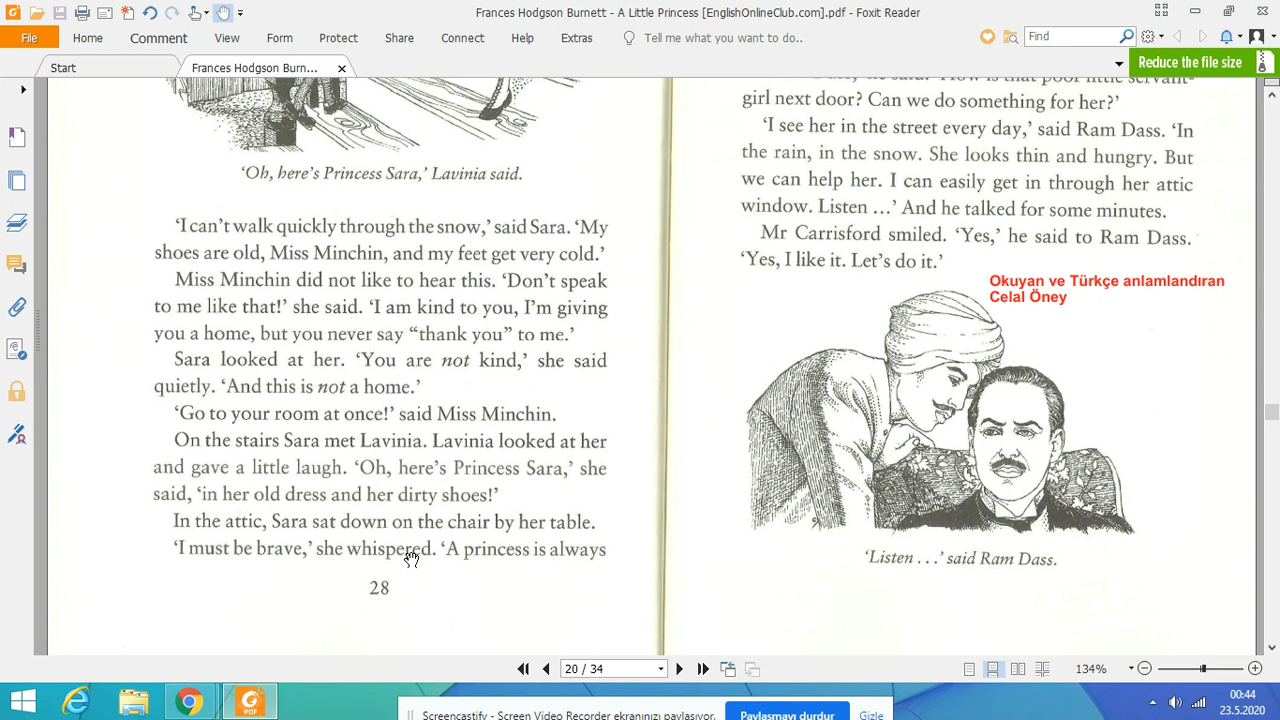 Frances Hodgson Burnett - A Little Princess [EnglishOnlineClub.com].pdf - Foxit Reader
File Home Comment View Form Protect Share Connect Help Extras Tell me what you want to do.. Find
Start Frances Hodgson Burn... Reduce the file size
‘Oh, here’s Princess Sara,’ Lavinia said.
‘I can’t walk quickly through the snow,’ said Sara. ‘My
shoes are old, Miss Minchin, and my feet get very cold.’
Miss Minchin did not like to hear this. ‘Don’t speak
to me like that!’ she said. ‘I am kind to you, I’m giving
you a home, but you never say “thank you” to me.’
Sara looked at her. ‘You are not kind,’ she said
quietly. ‘And this is not a home.’
‘Go to your room at once!’ said Miss Minchin.
On the stairs Sara met Lavinia. Lavinia looked at her
and gave a little laugh. ‘Oh, here’s Princess Sara,’ she
said, ‘in her old dress and her dirty shoes!’
In the attic, Sara sat down on the chair by her table.
‘I must be brave,’ she whispered. ‘A princess is always
28
he said. ‘How is that poor little servant-
girl next door? Can we do something for her?’
‘I see her in the street every day,’ said Ram Dass. ‘In
the rain, in the snow. She looks thin and hungry. But
we can help her. I can easily get in through her attic
window. Listen ...’ And he talked for some minutes.
Mr Carrisford smiled. ‘Yes,’ he said to Ram Dass.
‘Yes, I like it. Let’s do it.’
Okuyan ve Türkçe anlamlandıran
Celal Öney
‘Listen . . .’ said Ram Dass.
20 / 34
134%
PDF
Screencastify - Screen Video Recorder ekranınızı paylaşıyor.
Paylaşmayı durdur
Gizle
00:44
23.5.2020